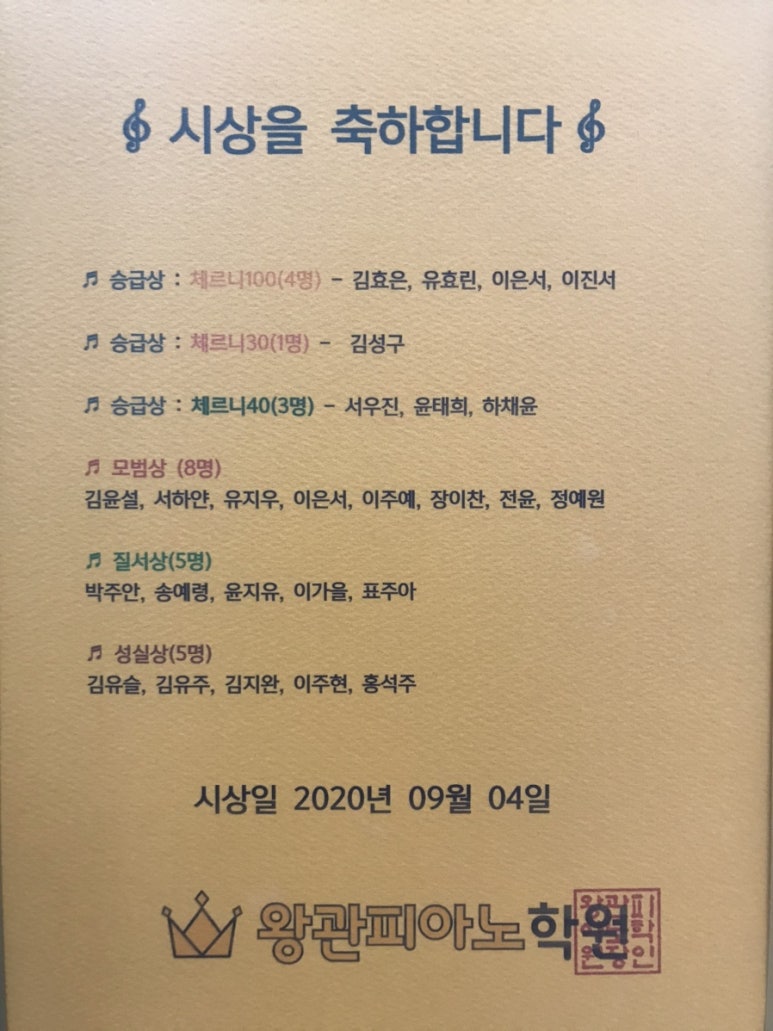 시상을 축하합니다
승급상 : 체르니100(4명) - 김효은, 유효린, 이은서, 이진서
승급상 : 체르니30(1명) - 김성구
승급상 : 체르니40(3명) - 서우진, 윤태희, 하채윤
모범상 (8명)
김윤설, 서하얀, 유지우, 이은서, 이주예, 장이찬, 전윤, 정예원
질서상(5명)
박주안, 송예령, 윤지유, 이가을, 표주아
성실상(5명)
김유슬, 김유주, 김지완, 이주현, 홍석주
시상일 2020년 09월 04일
왕관피아노학원